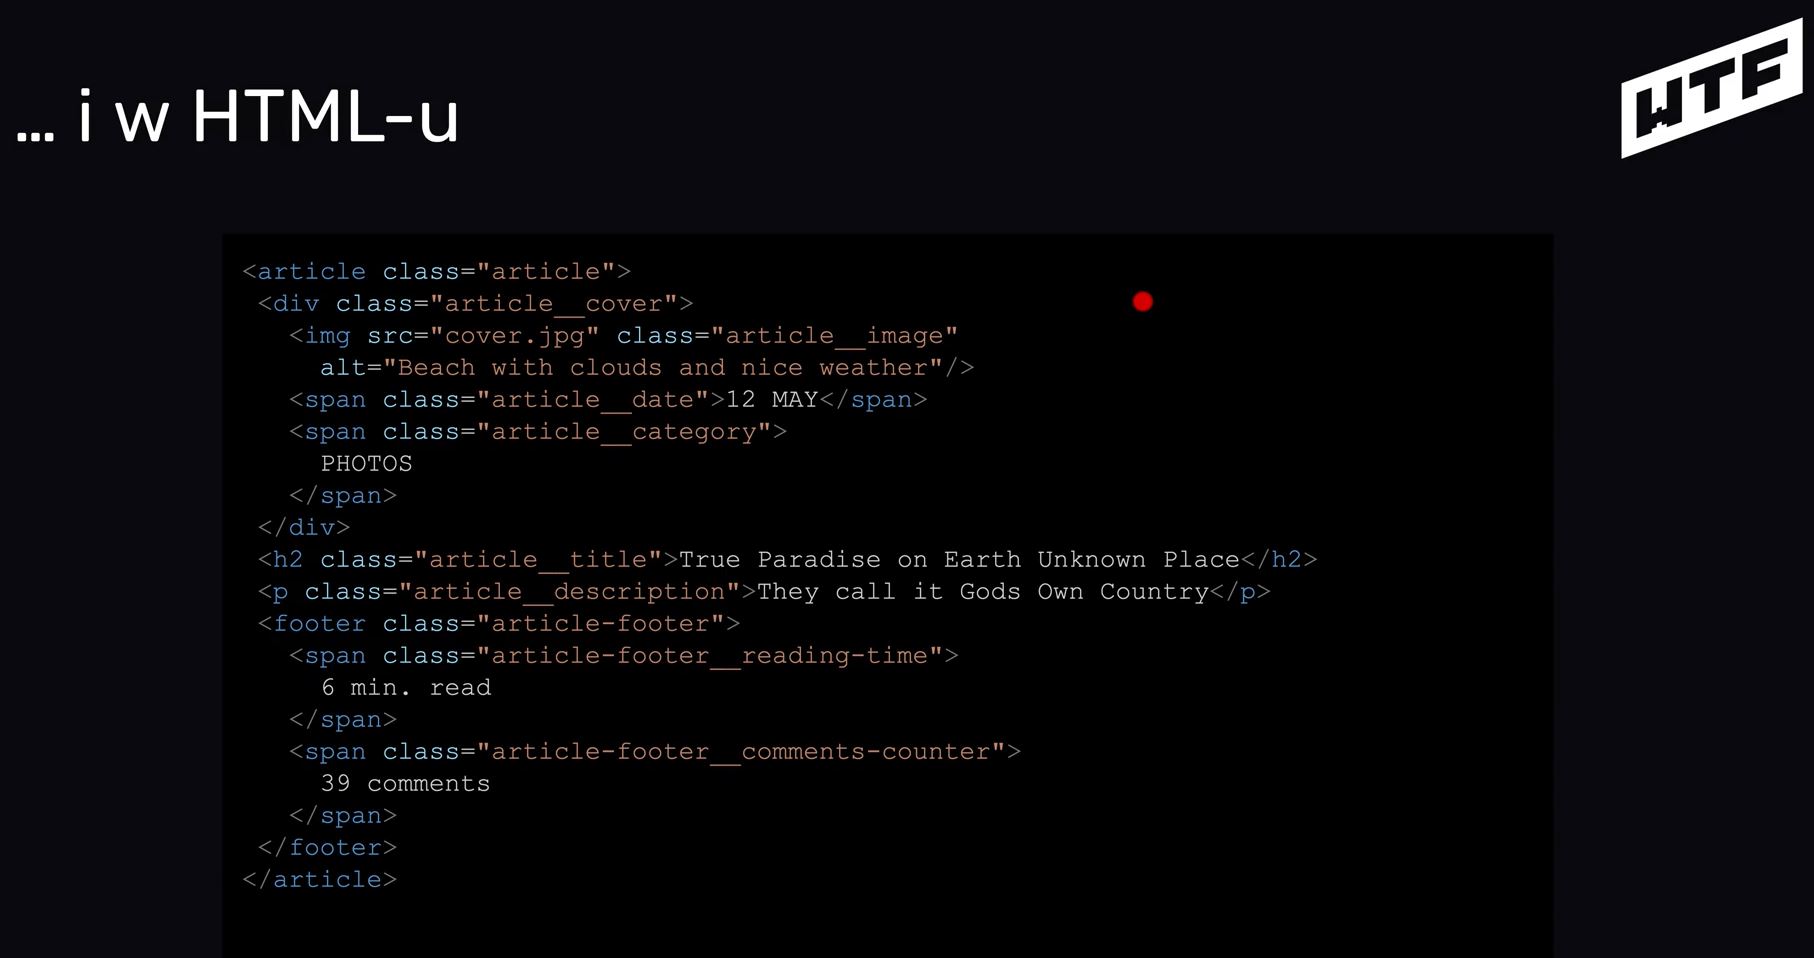 ... i w HTML-u
WTF
<article class="article">
<div class="article__cover">
<img src="cover.jpg" class="article__image"
alt="Beach with clouds and nice weather"/>
<span class="article__date">12 MAY</span>
<span class="article__category">
PHOTOS
</span>
</div>
<h2 class="article__title">True Paradise on Earth Unknown Place</h2>
<p class="article__description">They call it Gods Own Country</p>
<footer class="article-footer">
<span class="article-footer__reading-time">
6 min. read
</span>
<span class="article-footer__comments-counter">
39 comments
</span>
</footer>
</article>